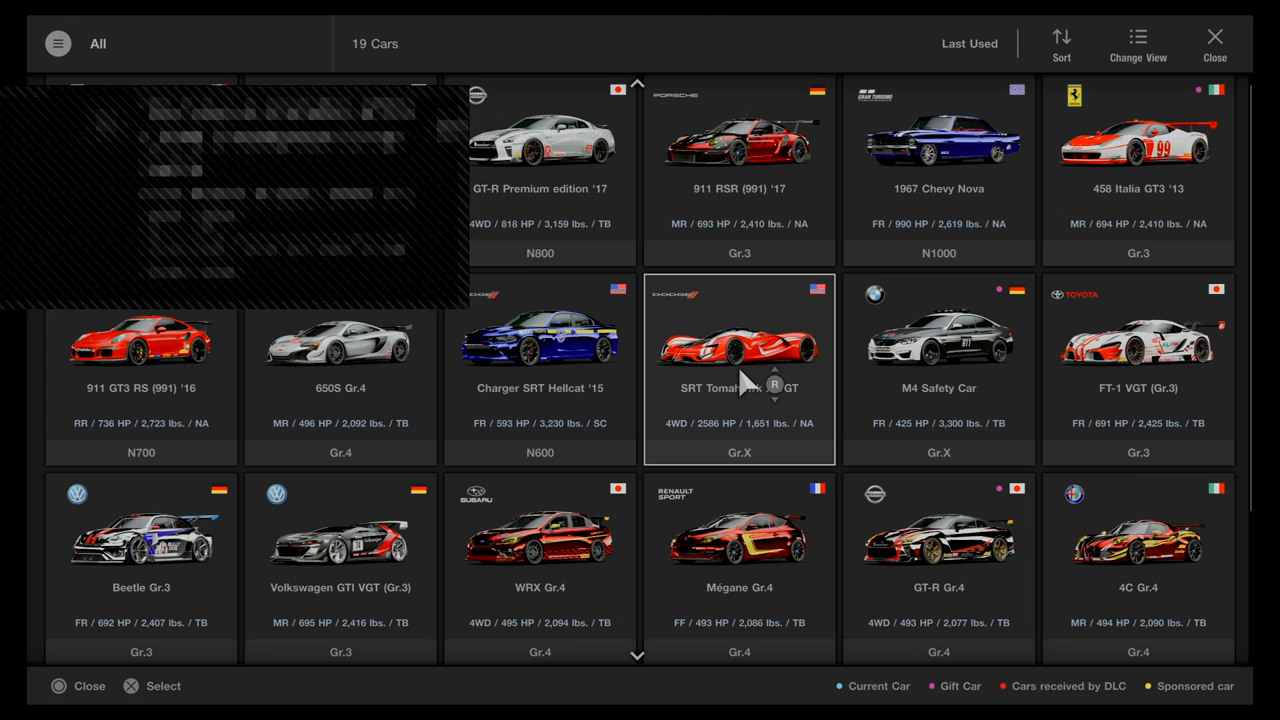 All 19 Cars Last Used Sort Change View Close
PORSCHE GRAN TURISMO
GT-R Premium edition '17 911 RSR (991) '17 1967 Chevy Nova 458 Italia GT3 '13
4WD / 818 HP / 3,159 lbs. / TB MR / 693 HP / 2,410 lbs. / NA FR / 990 HP / 2,619 lbs. / NA MR / 694 HP / 2,410 lbs. / NA
N800 Gr.3 N1000 Gr.3
DODGE TOYOTA
911 GT3 RS (991) '16 650S Gr.4 Charger SRT Hellcat '15 SRT GT M4 Safety Car FT-1 VGT (Gr.3)
RR / 736 HP / 2,723 lbs. / NA MR / 496 HP / 2,092 lbs. / TB FR / 593 HP / 3,230 lbs. / SC 4WD / 2586 HP / 1,651 lbs. / NA FR / 425 HP / 3,300 lbs. / TB FR / 691 HP / 2,425 lbs. / TB
N700 Gr.4 N600 Gr.X Gr.X Gr.3
SUBARU RENAULT SPORT
Beetle Gr.3 Volkswagen GTI VGT (Gr.3) WRX Gr.4 Mégane Gr.4 GT-R Gr.4 4C Gr.4
FR / 692 HP / 2,407 lbs. / TB MR / 695 HP / 2,416 lbs. / TB 4WD / 495 HP / 2,094 lbs. / TB FF / 493 HP / 2,086 lbs. / TB 4WD / 493 HP / 2,077 lbs. / TB MR / 494 HP / 2,090 lbs. / TB
Gr.3 Gr.3 Gr.4 Gr.4 Gr.4 Gr.4
Close Select Current Car Gift Car Cars received by DLC Sponsored car